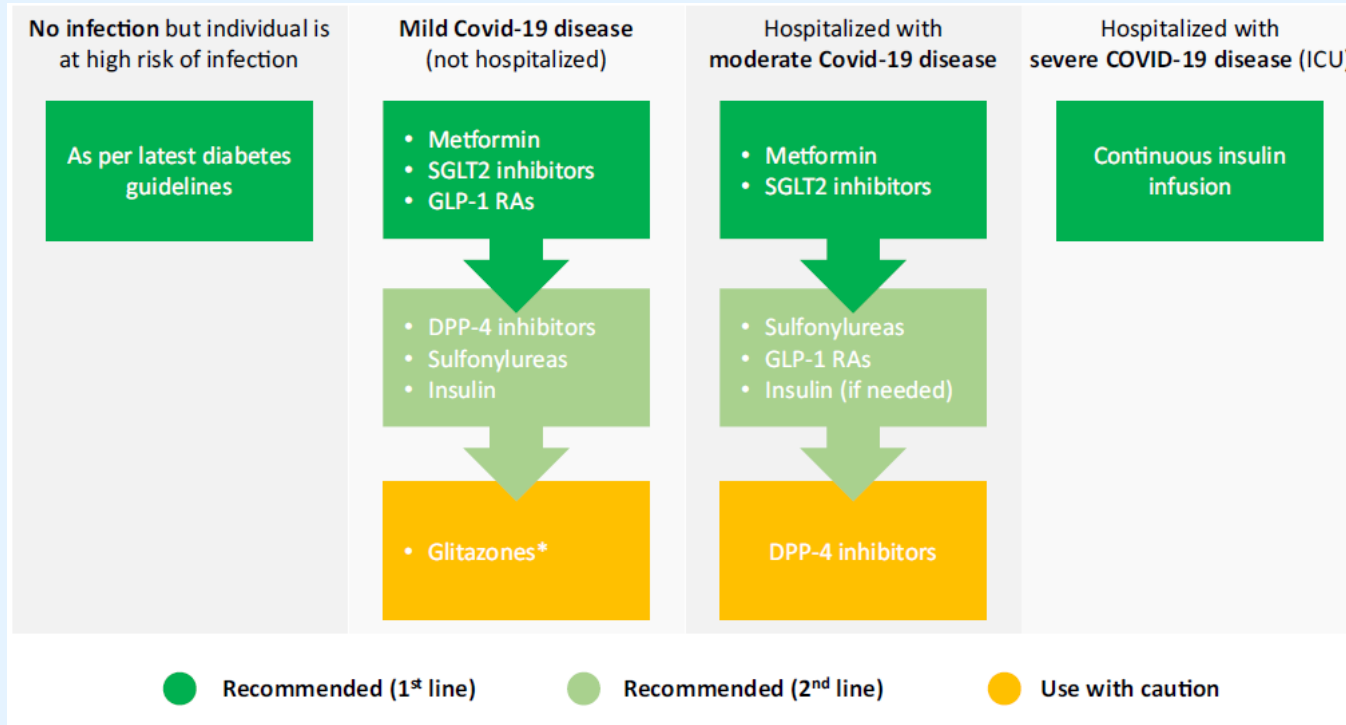 No infection but individual is
at high risk of infection
As per latest diabetes
guidelines
Mild Covid-19 disease
(not hospitalized)
• Metformin
• SGLT2 inhibitors
• GLP-1 RAs
• DPP-4 inhibitors
• Sulfonylureas
• Insulin
• Glitazones*
Hospitalized with
moderate Covid-19 disease
• Metformin
• SGLT2 inhibitors
• Sulfonylureas
• GLP-1 RAs
• Insulin (if needed)
DPP-4 inhibitors
Hospitalized with
severe COVID-19 disease (ICU)
Continuous insulin
infusion
Recommended (1st line)
Recommended (2nd line)
Use with caution